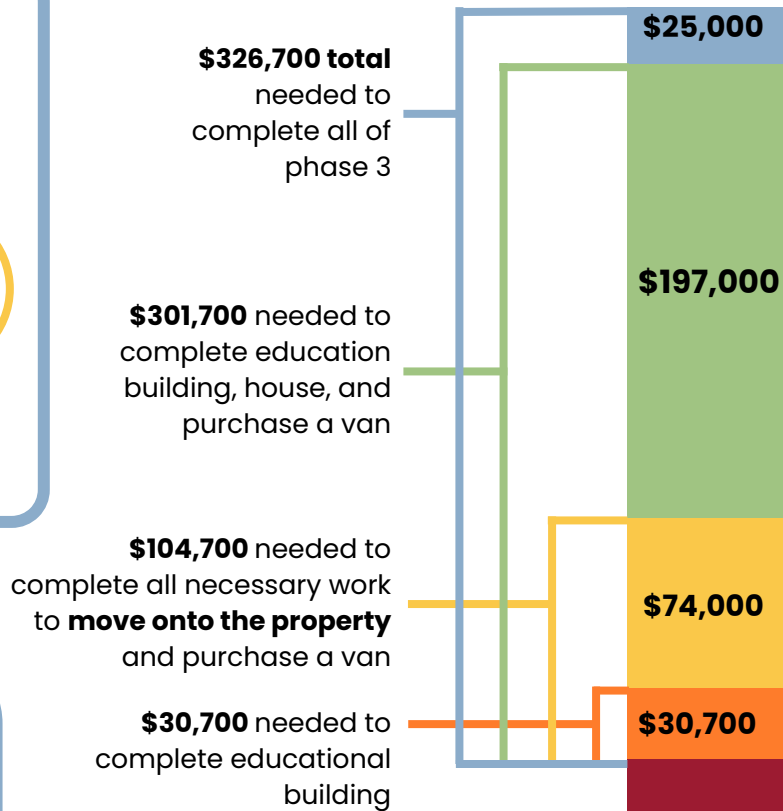 $326,700 total
needed to
complete all of
phase 3
$301,700 needed to
complete education
building, house, and
purchase a van
$104,700 needed to
complete all necessary work
to move onto the property
and purchase a van
$30,700 needed to
complete educational
building
$25,000
$197,000
$74,000
$30,700